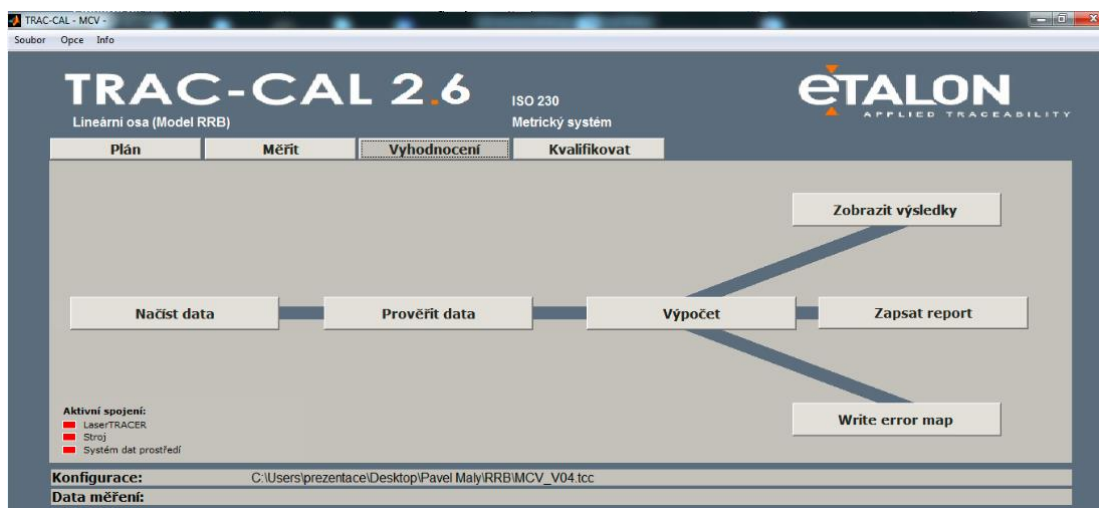 TRAC-CAL - MCV -
Soubor Opce Info
TRAC-CAL 2.6
ISO 230
eTALON
APPLIED TRACEABILITY
Lineární osa (Model RRB)
Metrický systém
Plán Měřit Vyhodnocení Kvalifikovat
Zobrazit výsledky
Načíst data Prověřit data Výpočet Zapsat report
Write error map
Aktivní spojení:
LaserTRACER
Stroj
Systém dat prostředí
Konfigurace: C:\Users\prezentace\Desktop\Pavel Maly\RRB\MCV_V04.tcc
Data měření: